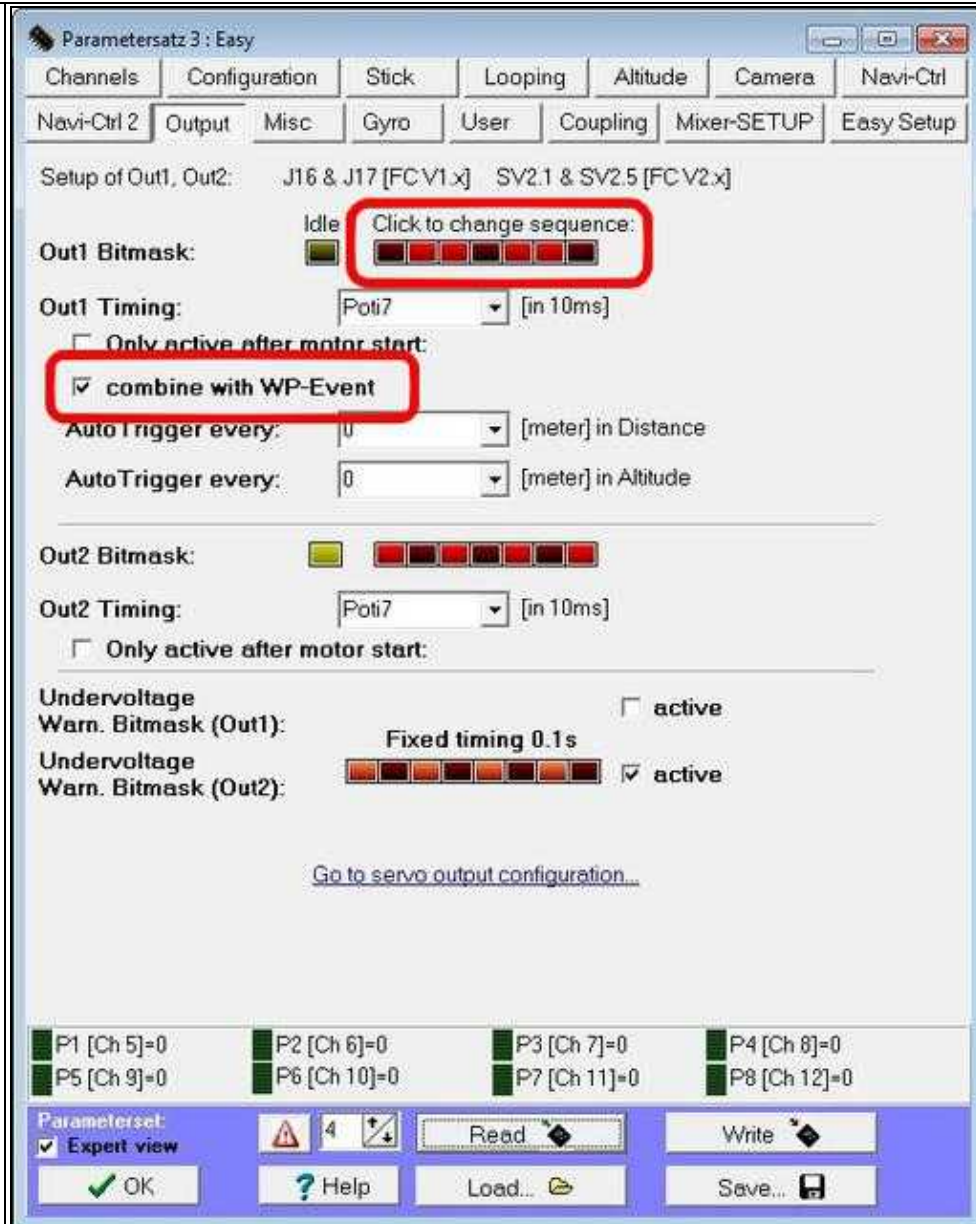 Parametersatz 3 : Easy
Channels Configuration Stick Looping Altitude Camera Navi-Ctrl
Navi-Ctrl 2 Output Misc Gyro User Coupling Mixer-SETUP Easy Setup
Setup of Out1, Out2: J16 & J17 [FC V1.x] SV2.1 & SV2.5 [FC V2.x]
Idle Click to change sequence:
Out1 Bitmask:
Out1 Timing: Poti7 [in 10ms]
Only active after motor start:
combine with WP-Event
AutoTrigger every: 0 [meter] in Distance
AutoTrigger every: 0 [meter] in Altitude
Out2 Bitmask:
Out2 Timing: Poti7 [in 10ms]
Only active after motor start:
Undervoltage
Warn. Bitmask (Out1): active
Fixed timing 0.1s
Undervoltage
Warn. Bitmask (Out2): active
Go to servo output configuration...
P1 [Ch 5]=0 P2 [Ch 6]=0 P3 [Ch 7]=0 P4 [Ch 8]=0
P5 [Ch 9]=0 P6 [Ch 10]=0 P7 [Ch 11]=0 P8 [Ch 12]=0
Parameterset:
Expert view 4 Read Write
OK ? Help Load... Save...